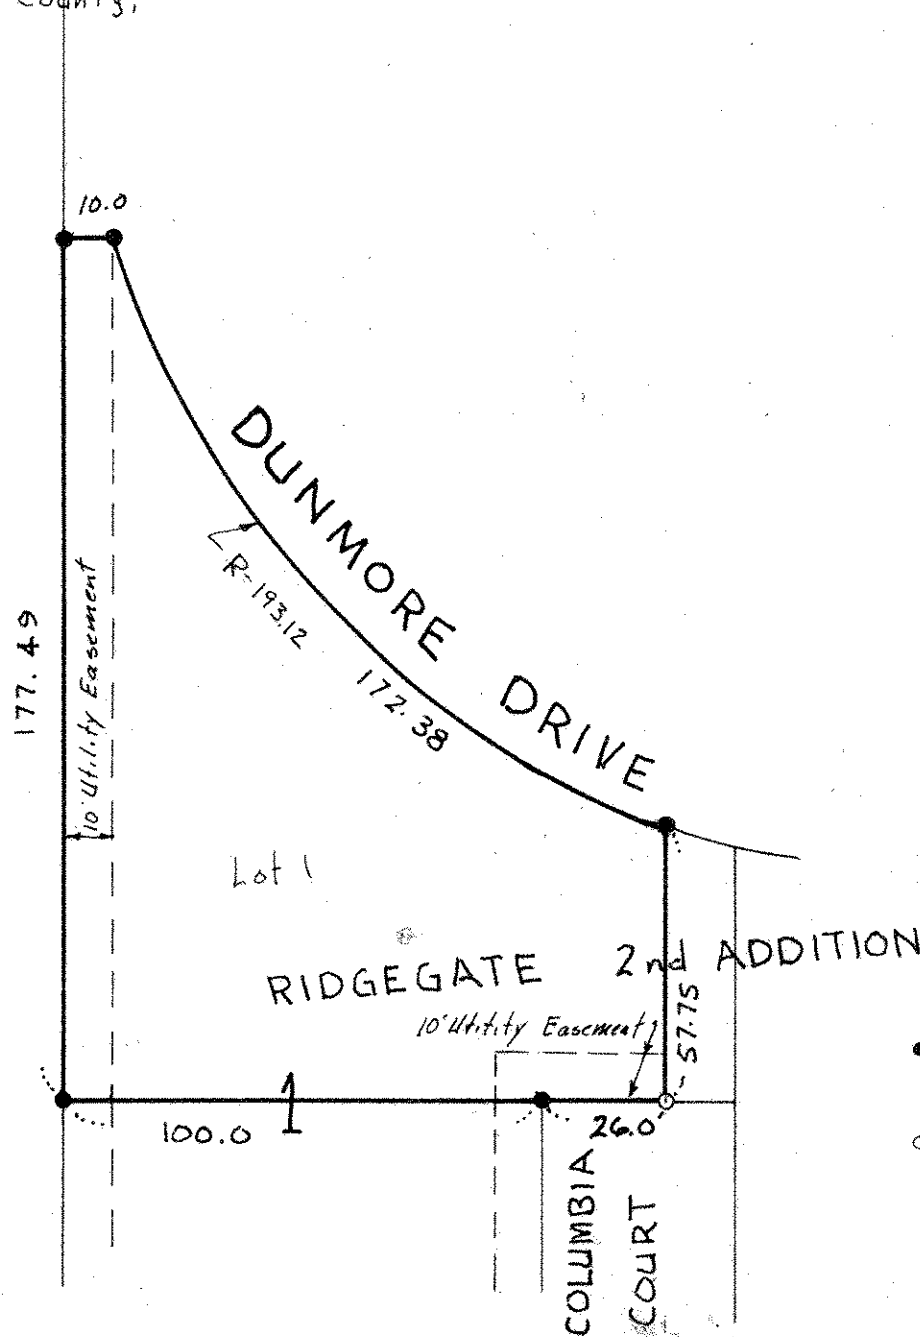 County,
10.0
DUNMORE DRIVE
R-193.12
172.38
177.49
10' Utility Easement
Lot 1
RIDGEGATE 2nd ADDITION
10' Utitity Easement
57.75
100.0
1
26.0
COLUMBIA
COURT